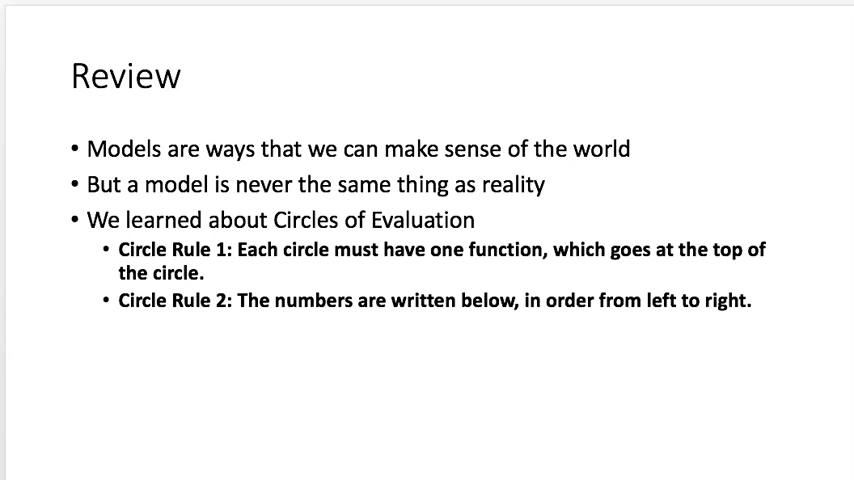 Review
• Models are ways that we can make sense of the world
• But a model is never the same thing as reality
• We learned about Circles of Evaluation
• Circle Rule 1: Each circle must have one function, which goes at the top of
the circle.
• Circle Rule 2: The numbers are written below, in order from left to right.